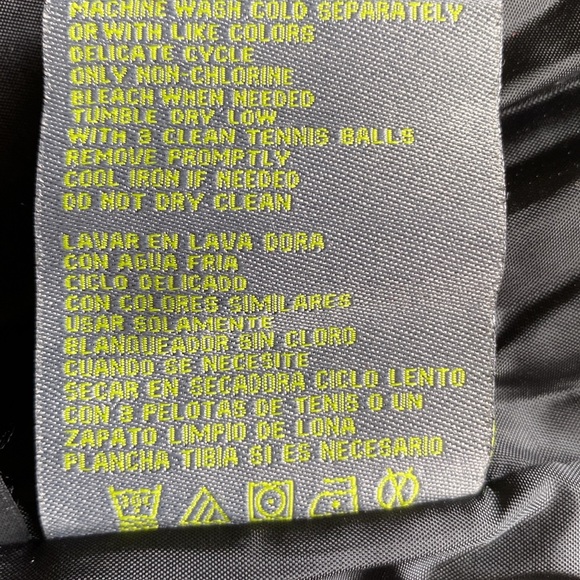 MACHINE WASH COLD SEPARATELY
OR WITH LIKE COLORS
DELICATE CYCLE
ONLY NON-CHLORINE
BLEACH WHEN NEEDED
TUMBLE DRY, LOW
WITH 2 CLEAN TENNIS BALLS
REMOVE PROMPTLY
COOL IRON IF NEEDED
DO NOT DRY CLEAN
LAVAR EN LAVA DORA
CON AGUA FRIA
CICLO DELICADO
CON COLORES SIMILARES
USAR SOLAMENTE
BLANQUEADOR SIN CLORO
CUANDO SE NECESITE
SECAR EN SECADORA CICLO LENTO
CON 2 PELOTAS DE TENIS O UN
ZAPATO LIMPIO DE LONA
PLANCHA TIBIA SI ES NECESARIO